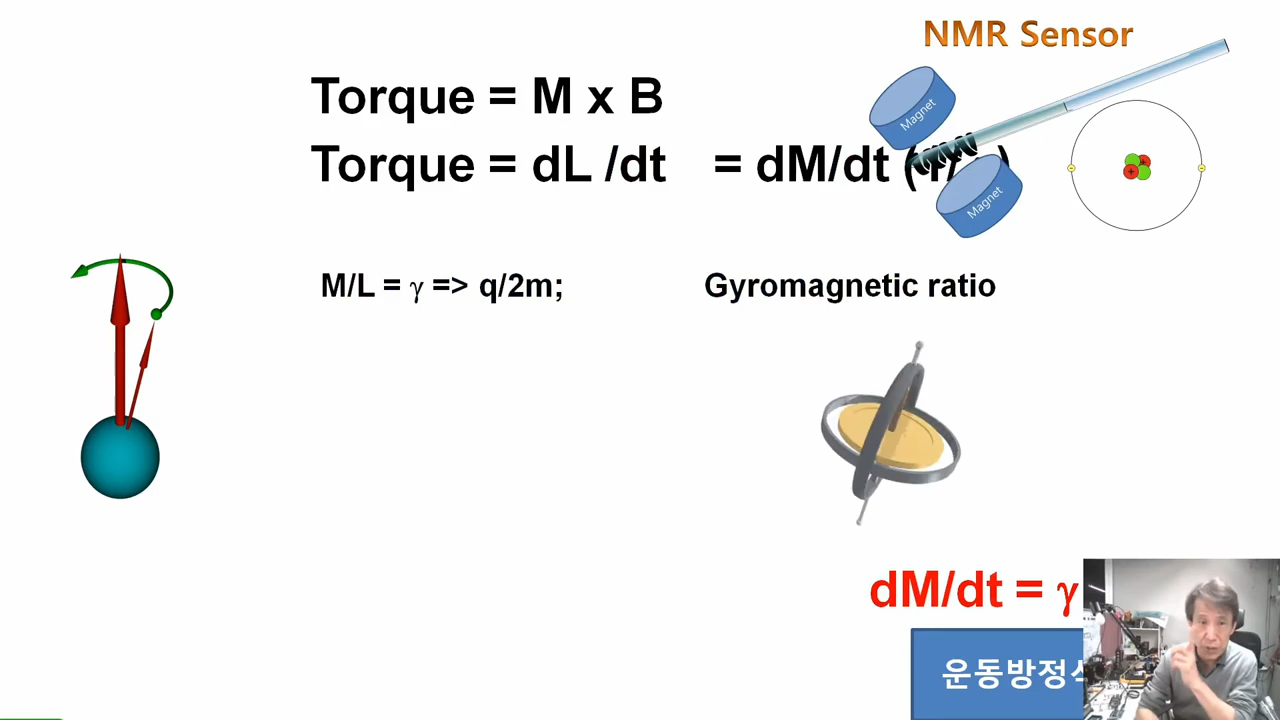 NMR Sensor
Torque = M x B
Magnet
Torque = dL /dt = dM/dt
Magnet
M/L = γ => q/2m; Gyromagnetic ratio
dM/dt = γ
운동방정